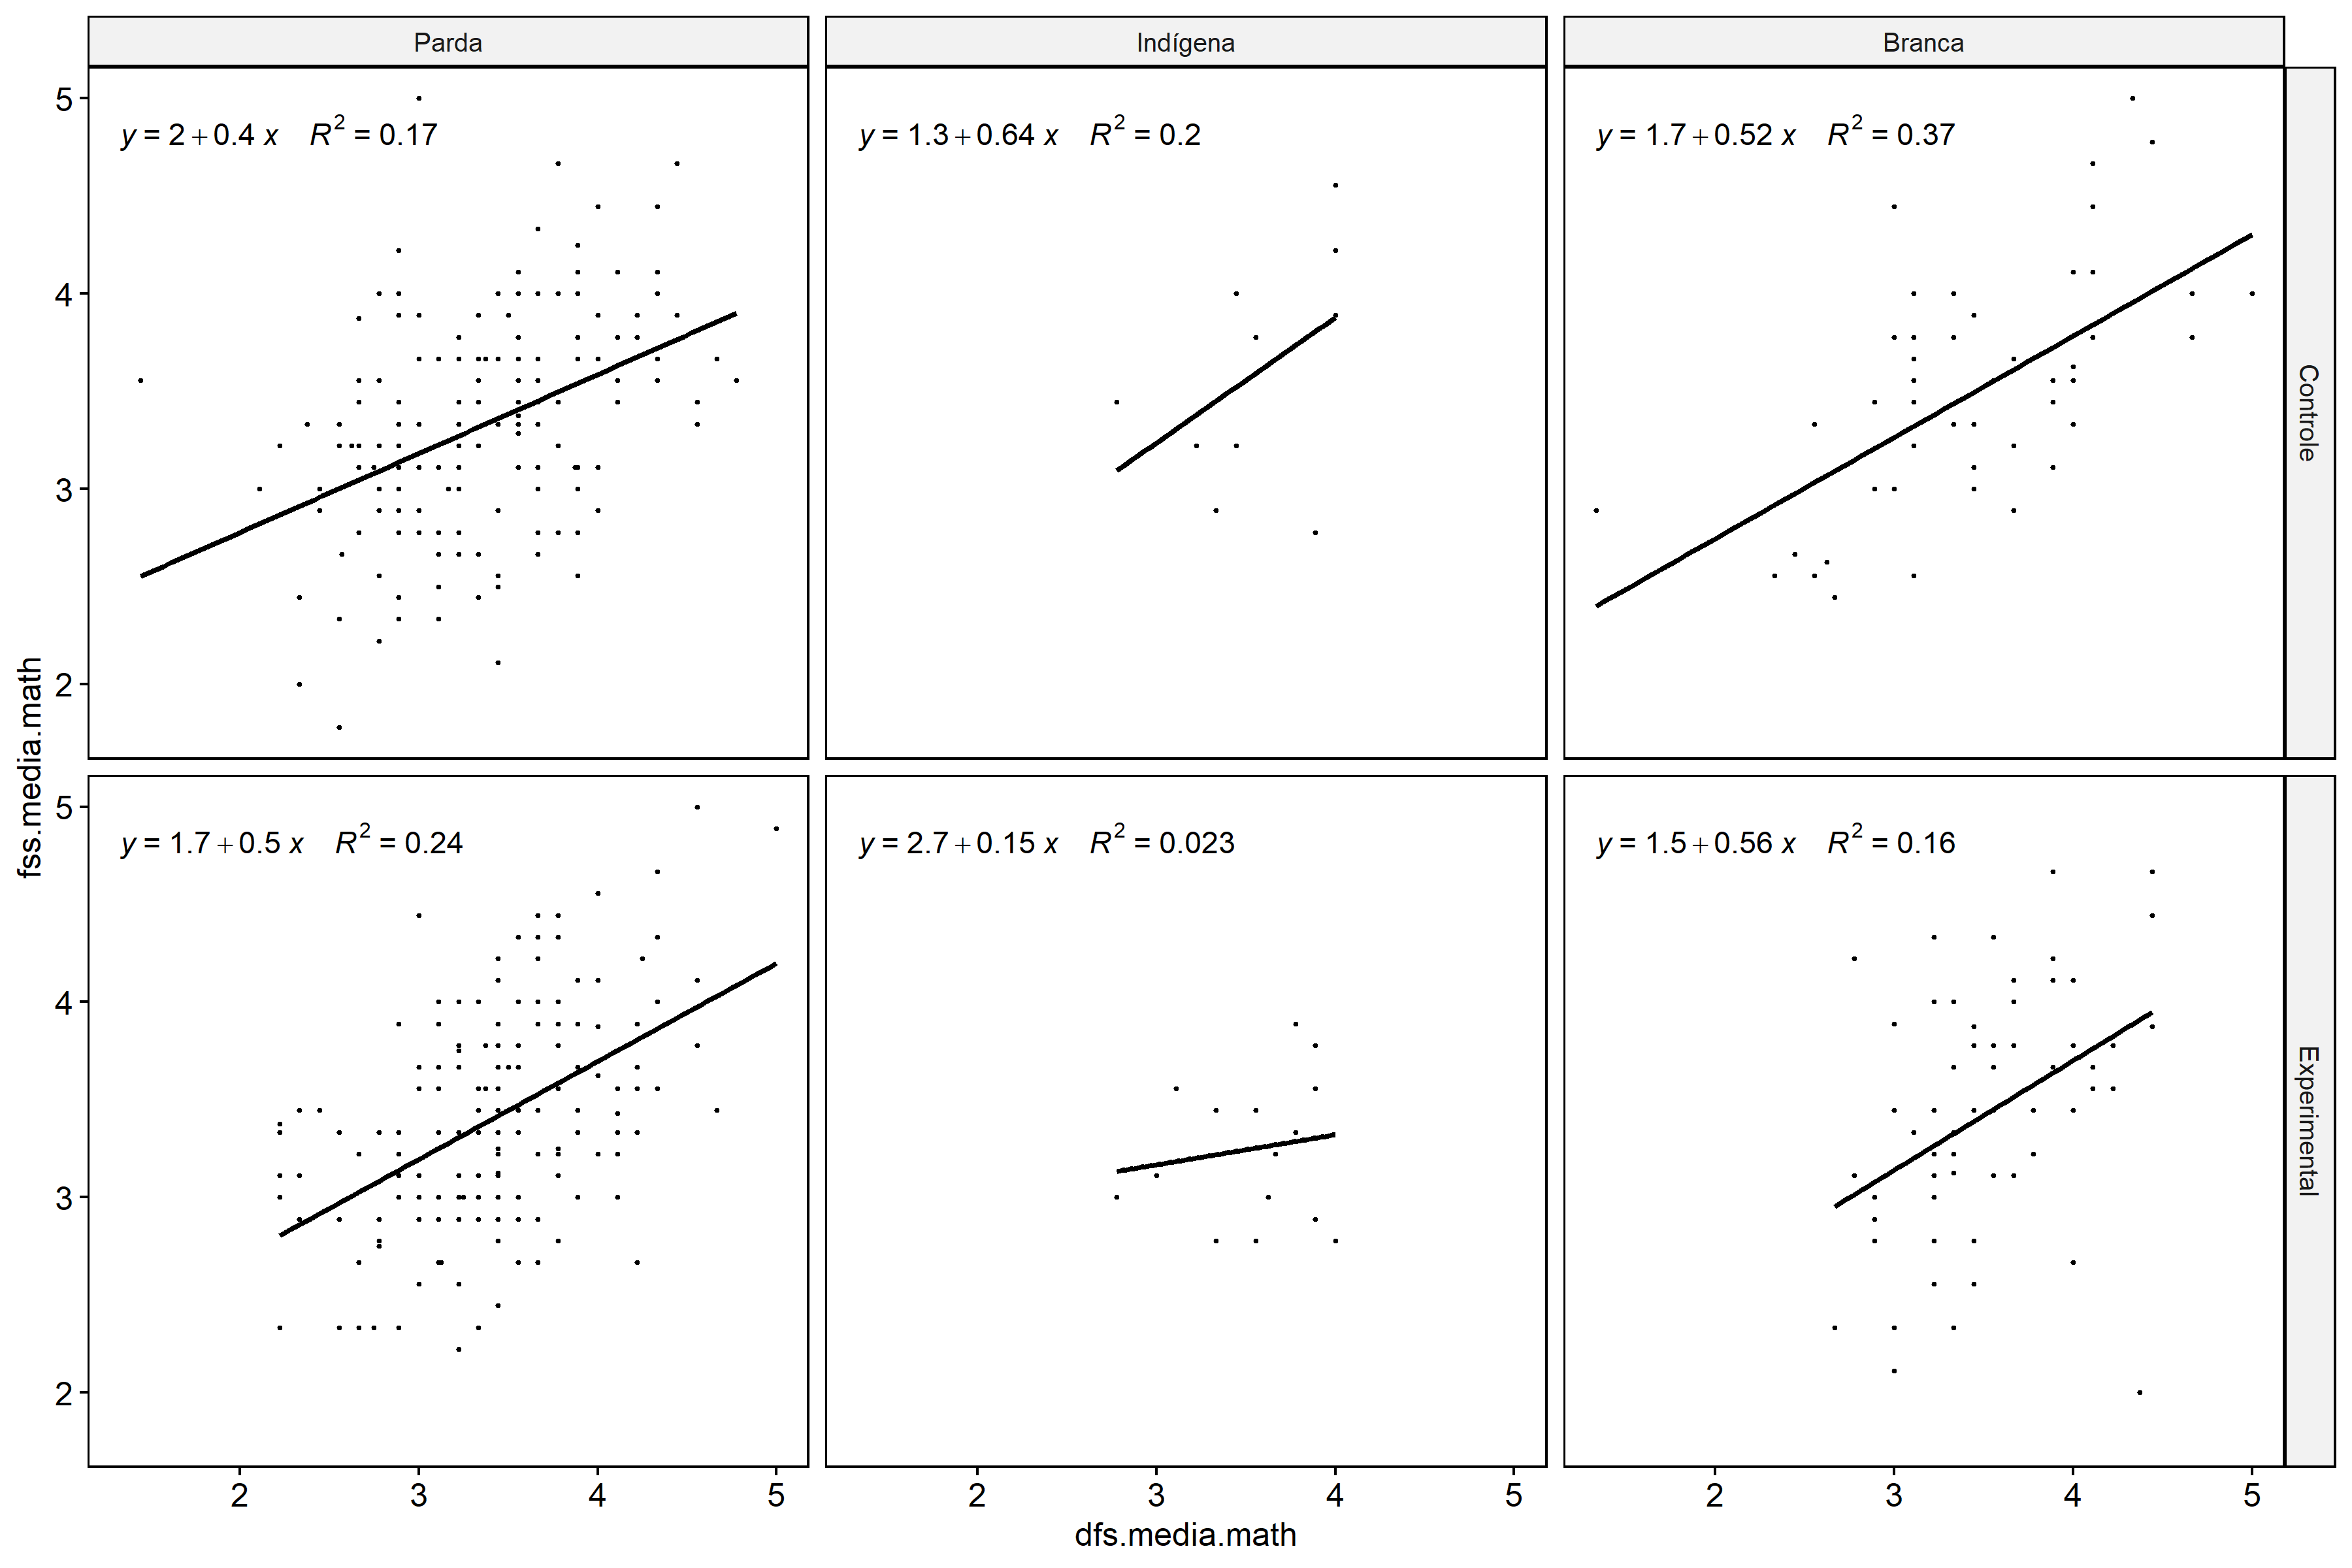 Parda Indígena Branca
5
y = 2 + 0.4 x R² = 0.17 y = 1.3 + 0.64 x R² = 0.2 y = 1.7 + 0.52 x R² = 0.37
4
3
2
Controle
fss.media.math
5
y = 1.7 + 0.5 x R² = 0.24 y = 2.7 + 0.15 x R² = 0.023 y = 1.5 + 0.56 x R² = 0.16
4
3
2
Experimental
2 3 4 5 2 3 4 5 2 3 4 5
dfs.media.math